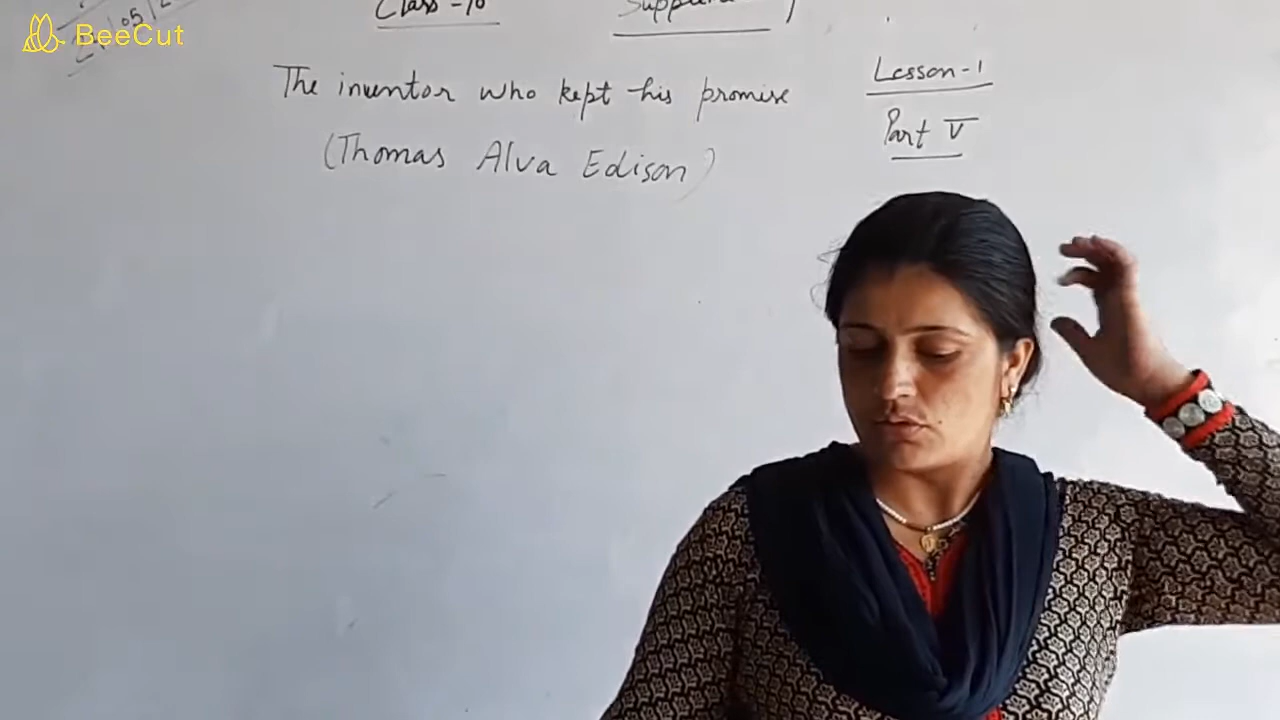 BeeCut
Class-10
The inventor who kept his promise
(Thomas Alva Edison)
Lesson-1
Part V